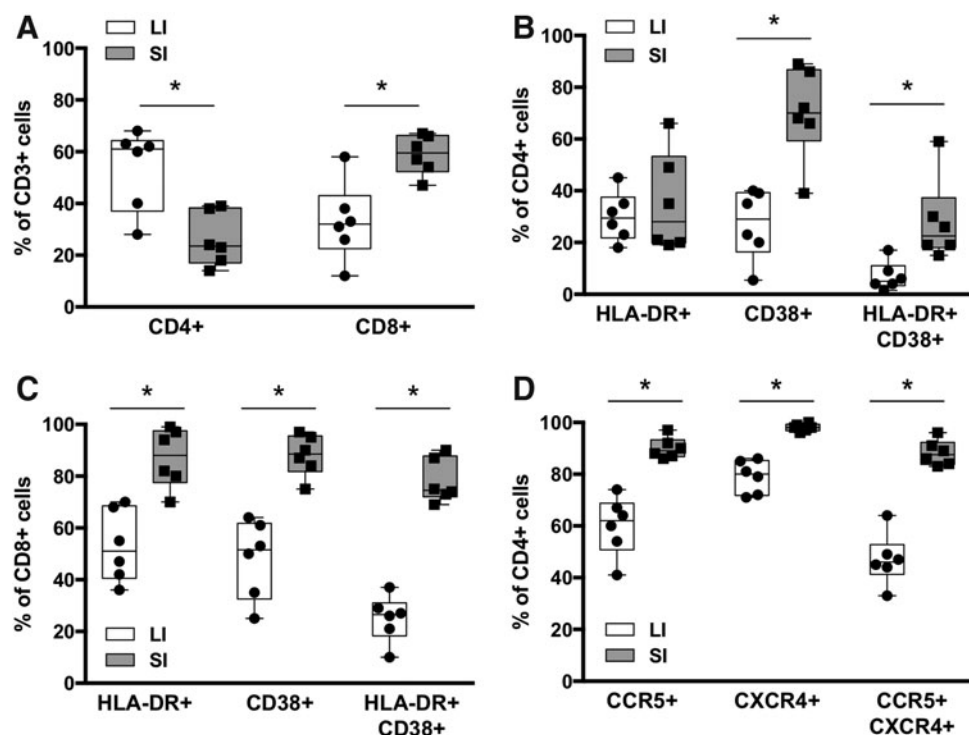 A
LI
SI
% of CD3+ cells
100
80
60
40
20
0
*
*
CD4+
CD8+
B
LI
SI
% of CD4+ cells
100
80
60
40
20
0
*
*
HLA-DR+
CD38+
HLA-DR+
CD38+
C
% of CD8+ cells
100
80
60
40
20
0
*
*
*
LI
SI
HLA-DR+
CD38+
HLA-DR+
CD38+
D
% of CD4+ cells
100
80
60
40
20
0
*
*
*
LI
SI
CCR5+
CXCR4+
CCR5+
CXCR4+